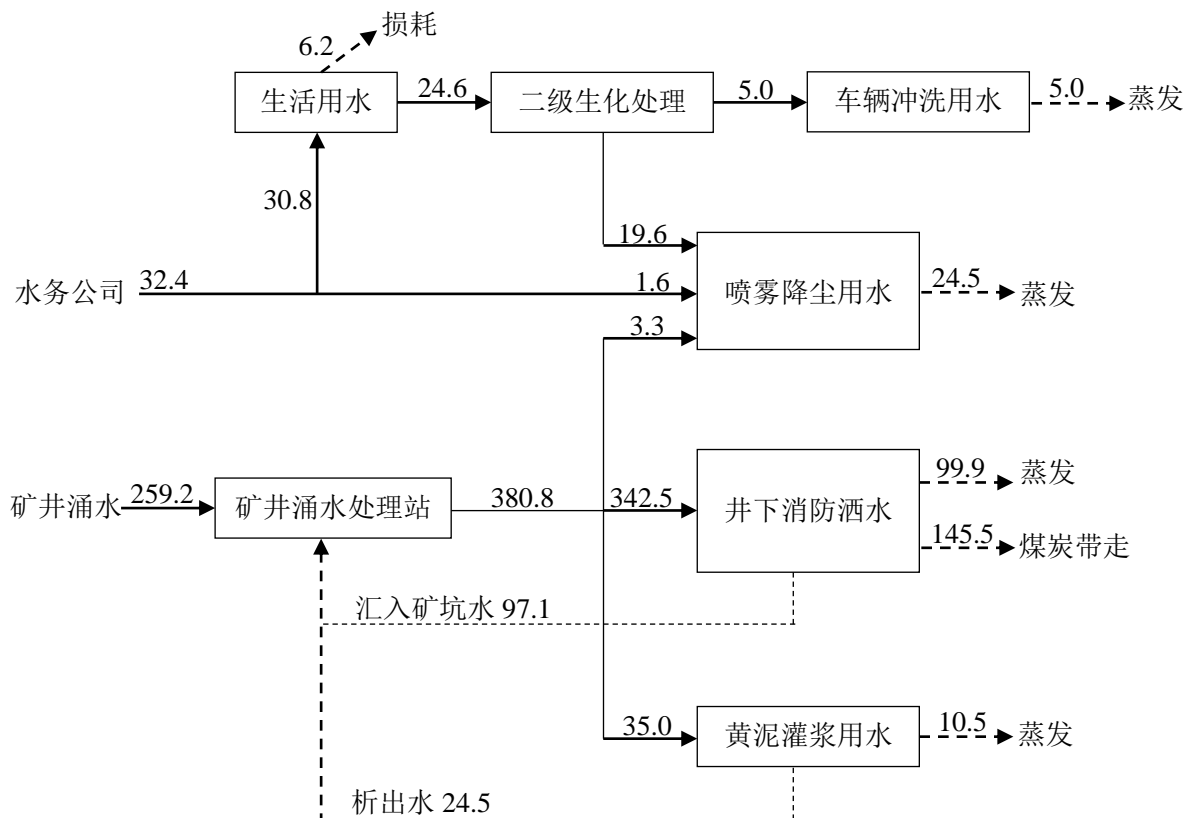 损耗
6.2
生活用水
24.6
二级生化处理
5.0
车辆冲洗用水
5.0
蒸发
30.8
19.6
水务公司
32.4
1.6
喷雾降尘用水
24.5
蒸发
3.3
矿井涌水
259.2
矿井涌水处理站
380.8
342.5
井下消防洒水
99.9
蒸发
145.5
煤炭带走
汇入矿坑水 97.1
35.0
黄泥灌浆用水
10.5
蒸发
析出水 24.5